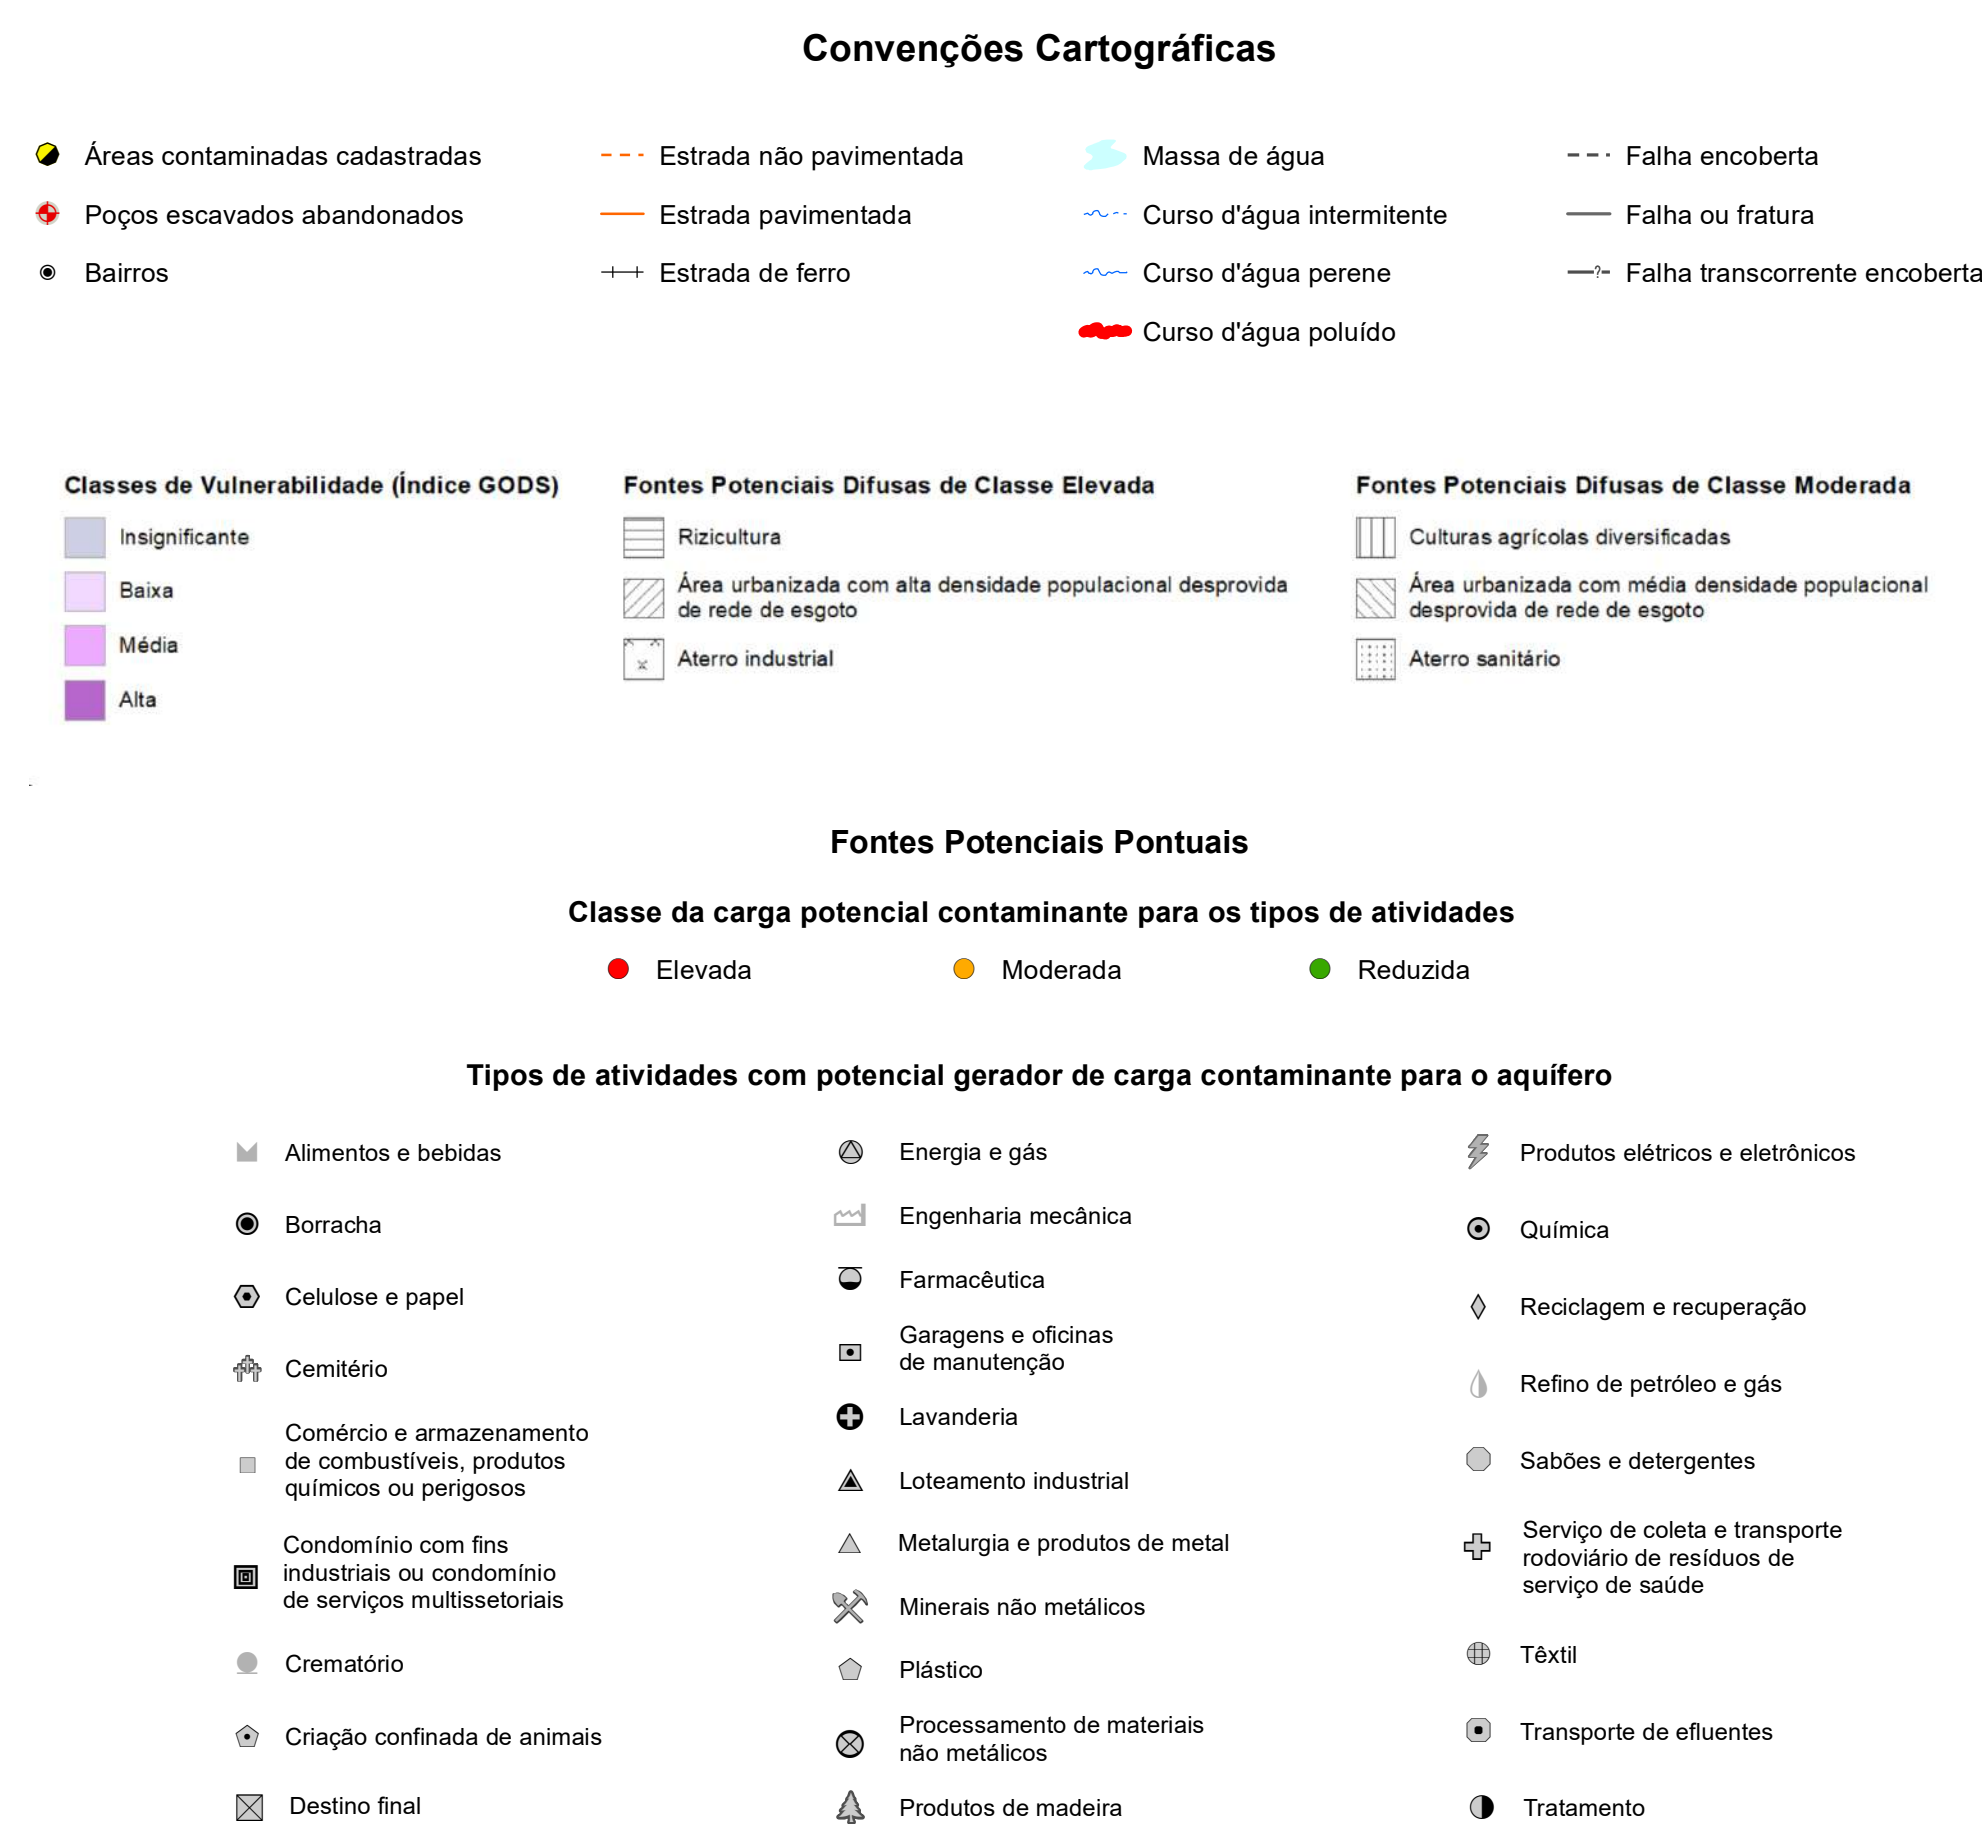 Convenções Cartográficas
Áreas contaminadas cadastradas
Poços escavados abandonados
Bairros
Estrada não pavimentada
Estrada pavimentada
Estrada de ferro
Massa de água
Curso d'água intermitente
Curso d'água perene
Curso d'água poluído
Falha encoberta
Falha ou fratura
?
Falha transcorrente encoberta
Classes de Vulnerabilidade (Índice GODS)
Insignificante
Baixa
Média
Alta
Fontes Potenciais Difusas de Classe Elevada
Rizicultura
Área urbanizada com alta densidade populacional desprovida
de rede de esgoto
Aterro industrial
Fontes Potenciais Difusas de Classe Moderada
Culturas agrícolas diversificadas
Área urbanizada com média densidade populacional
desprovida de rede de esgoto
Aterro sanitário
Fontes Potenciais Pontuais
Classe da carga potencial contaminante para os tipos de atividades
Elevada
Moderada
Reduzida
Tipos de atividades com potencial gerador de carga contaminante para o aquífero
Alimentos e bebidas
Borracha
Celulose e papel
Cemitério
Comércio e armazenamento
de combustíveis, produtos
químicos ou perigosos
Condomínio com fins
industriais ou condomínio
de serviços multissetoriais
Crematório
Criação confinada de animais
Destino final
Energia e gás
Engenharia mecânica
Farmacêutica
Garagens e oficinas
de manutenção
Lavanderia
Loteamento industrial
Metalurgia e produtos de metal
Minerais não metálicos
Plástico
Processamento de materiais
não metálicos
Produtos de madeira
Produtos elétricos e eletrônicos
Química
Reciclagem e recuperação
Refino de petróleo e gás
Sabões e detergentes
Serviço de coleta e transporte
rodoviário de resíduos de
serviço de saúde
Têxtil
Transporte de efluentes
Tratamento